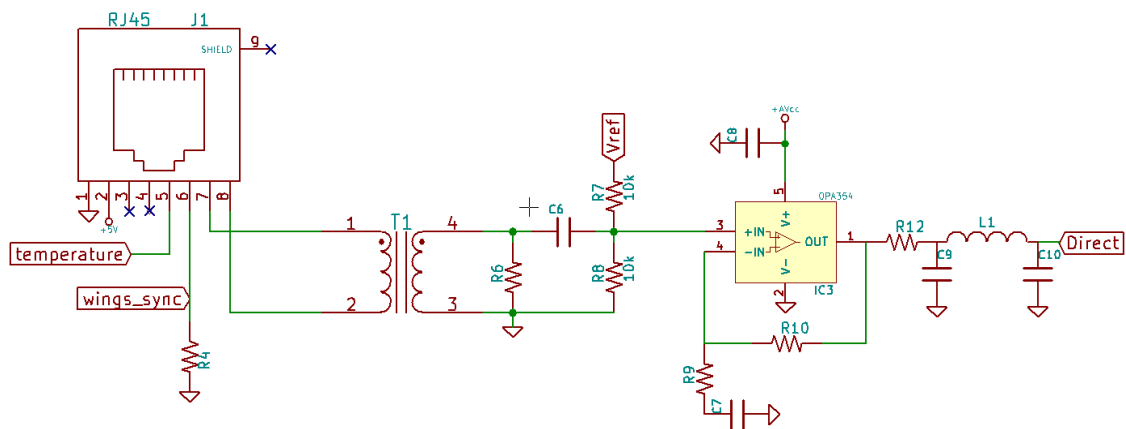 RJ45 J1
SHIELD 9
1 2 3 4 5 6 7 8
+5V
temperature
wings_sync
R4
1 T1 4
2 3
R6
C6
Vref
R7 10k
R8 10k
C8
+AVcc
5
OPA354
3 +IN V+
4 -IN V- OUT 1
2
IC3
R10
R9
C7
R12
C9
L1
C10
Direct